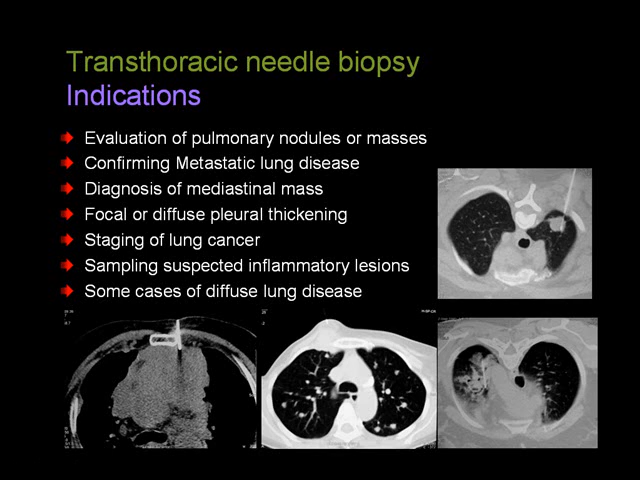 Transthoracic needle biopsy
Indications
Evaluation of pulmonary nodules or masses
Confirming Metastatic lung disease
Diagnosis of mediastinal mass
Focal or diffuse pleural thickening
Staging of lung cancer
Sampling suspected inflammatory lesions
Some cases of diffuse lung disease